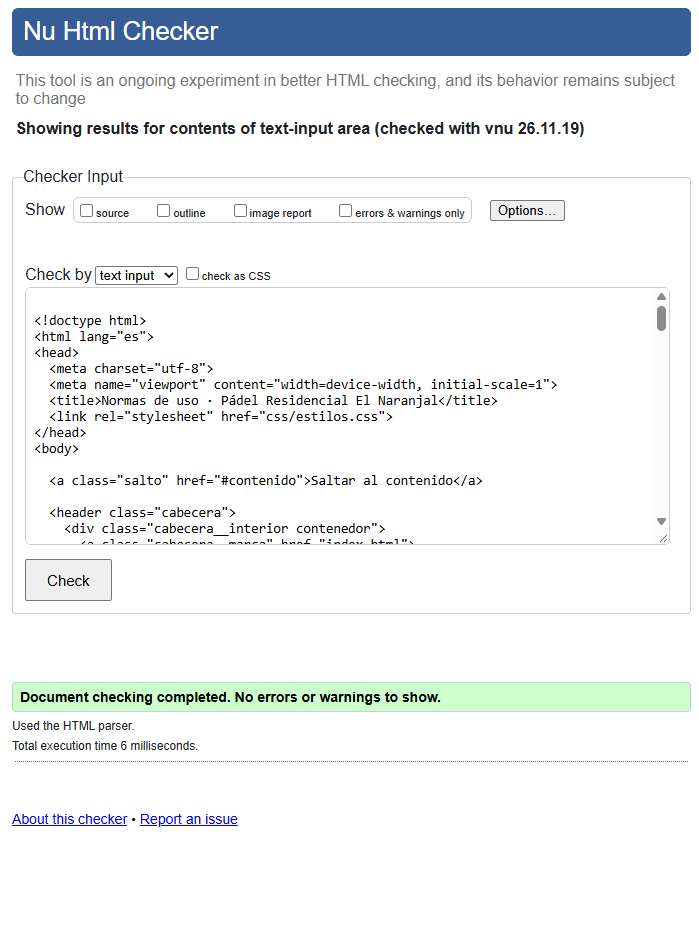 Nu Html Checker
This tool is an ongoing experiment in better HTML checking, and its behavior remains subject
to change
Showing results for contents of text-input area (checked with vnu 26.11.19)
Checker Input
Show source outline image report errors & warnings only Options...
Check by text input check as CSS
<!doctype html>
<html lang="es">
<head>
<meta charset="utf-8">
<meta name="viewport" content="width=device-width, initial-scale=1">
<title>Normas de uso · Pádel Residencial El Naranjal</title>
<link rel="stylesheet" href="css/estilos.css">
</head>
<body>
<a class="salto" href="#contenido">Saltar al contenido</a>
<header class="cabecera">
<div class="cabecera__interior contenedor">
<a class="cabecera__marca" href="index.html">
Check
Document checking completed. No errors or warnings to show.
Used the HTML parser.
Total execution time 6 milliseconds.
About this checker • Report an issue